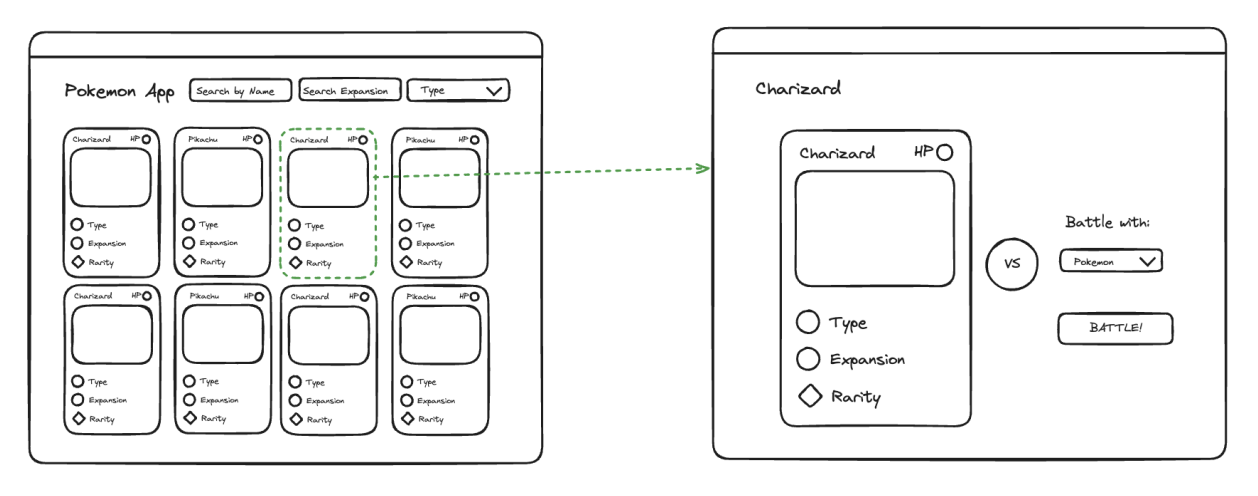 Pokemon App
Search by Name
Search Expansion
Type
Charizard HP
Type
Expansion
Rarity
Pikachu HP
Type
Expansion
Rarity
Charizard HP
Type
Expansion
Rarity
Pikachu HP
Type
Expansion
Rarity
Charizard HP
Type
Expansion
Rarity
Pikachu HP
Type
Expansion
Rarity
Charizard HP
Type
Expansion
Rarity
Pikachu HP
Type
Expansion
Rarity
Charizard
Charizard HP
Type
Expansion
Rarity
VS
Battle with:
Pokemon
BATTLE!